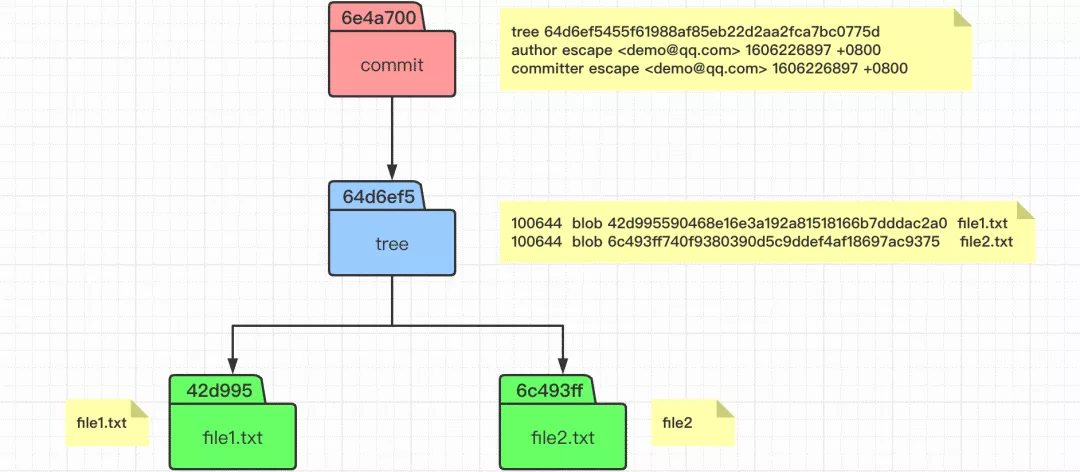 6e4a700
commit
tree 64d6ef5455f61988af85eb22d2aa2fca7bc0775d
author escape <demo@qq.com> 1606226897 +0800
committer escape <demo@qq.com> 1606226897 +0800
64d6ef5
tree
100644 blob 42d995590468e16e3a192a81518166b7dddac2a0 file1.txt
100644 blob 6c493ff740f9380390d5c9ddef4af18697ac9375 file2.txt
42d995
file1.txt
file1.txt
6c493ff
file2.txt
file2